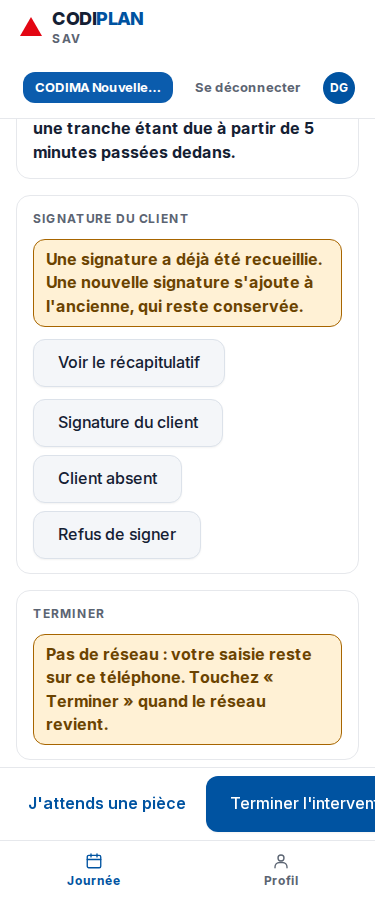 CODIPLAN
SAV
CODIMA Nouvelle...
Se déconnecter
DG
une tranche étant due à partir de 5
minutes passées dedans.
SIGNATURE DU CLIENT
Une signature a déjà été recueillie.
Une nouvelle signature s'ajoute à
l'ancienne, qui reste conservée.
Voir le récapitulatif
Signature du client
Client absent
Refus de signer
TERMINER
Pas de réseau : votre saisie reste
sur ce téléphone. Touchez «
Terminer » quand le réseau
revient.
J'attends une pièce
Terminer l'interven
Journée
Profil